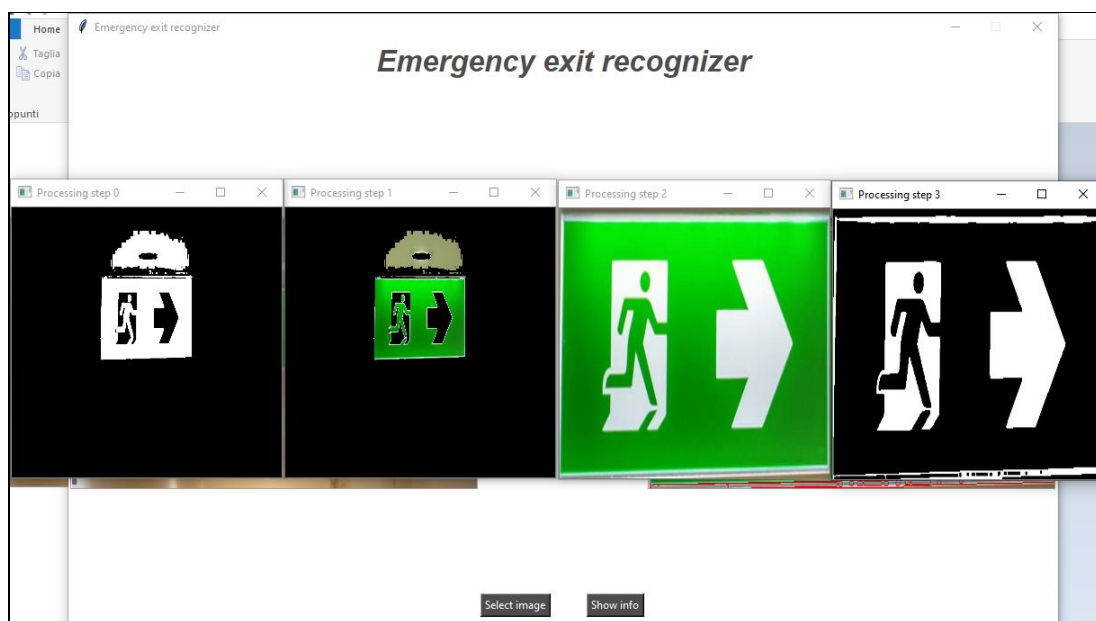 Home
Emergency exit recognizer
Taglia
Copia
Emergency exit recognizer
ppunti
Processing step 0
Processing step 1
Processing step 2
Processing step 3
Select image
Show info